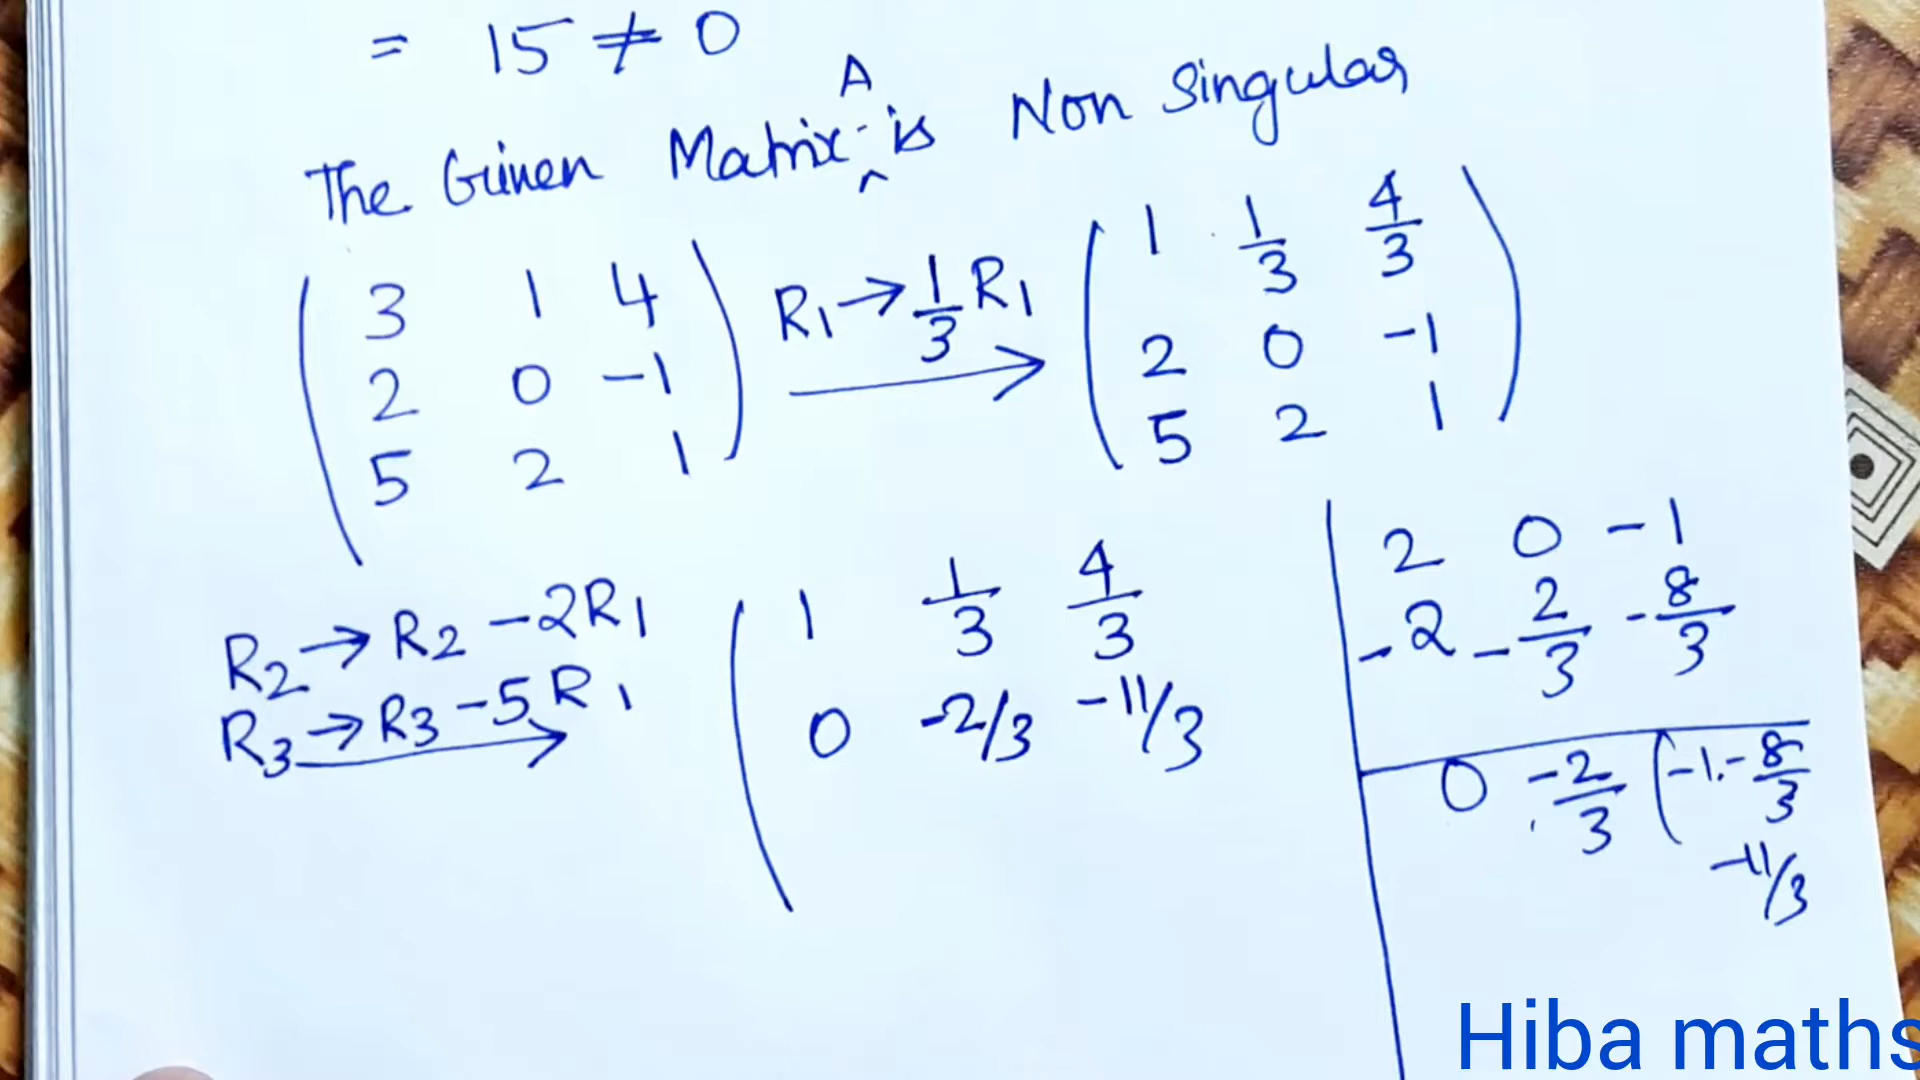 = 15 ≠ 0
The Given Matrix A is Non Singular
( 3 1 4 ) R1→1/3 R1 ( 1 1/3 4/3 )
( 2 0 -1 ) → ( 2 0 -1 )
( 5 2 1 ) ( 5 2 1 )
R2→R2-2R1
R3→R3-5R1
( 1 1/3 4/3
0 -2/3 -11/3
2 0 -1
-2 -2/3 -8/3
0 -2/3 (-1.-8/3
-11/3
Hiba maths